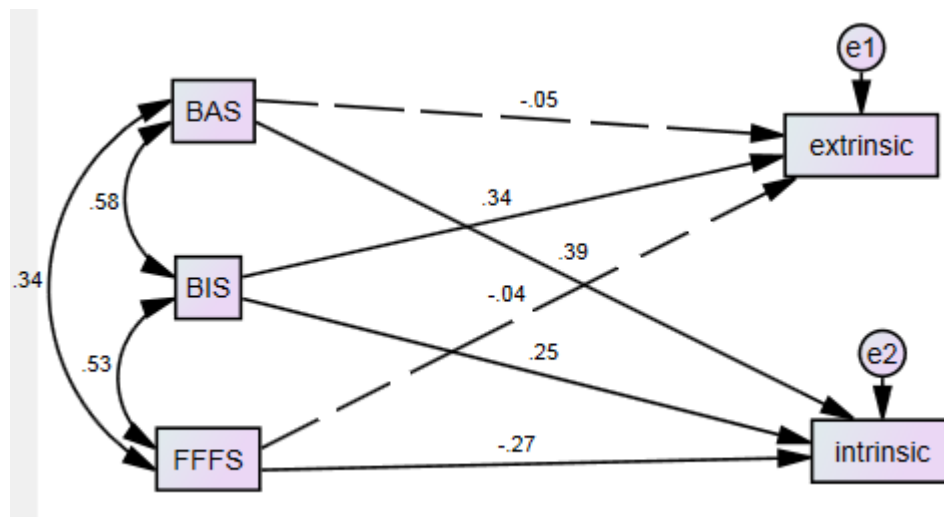 e1
BAS
-.05
extrinsic
.58
.34
.34
.39
BIS
-.04
.25
e2
.53
FFFS
-.27
intrinsic